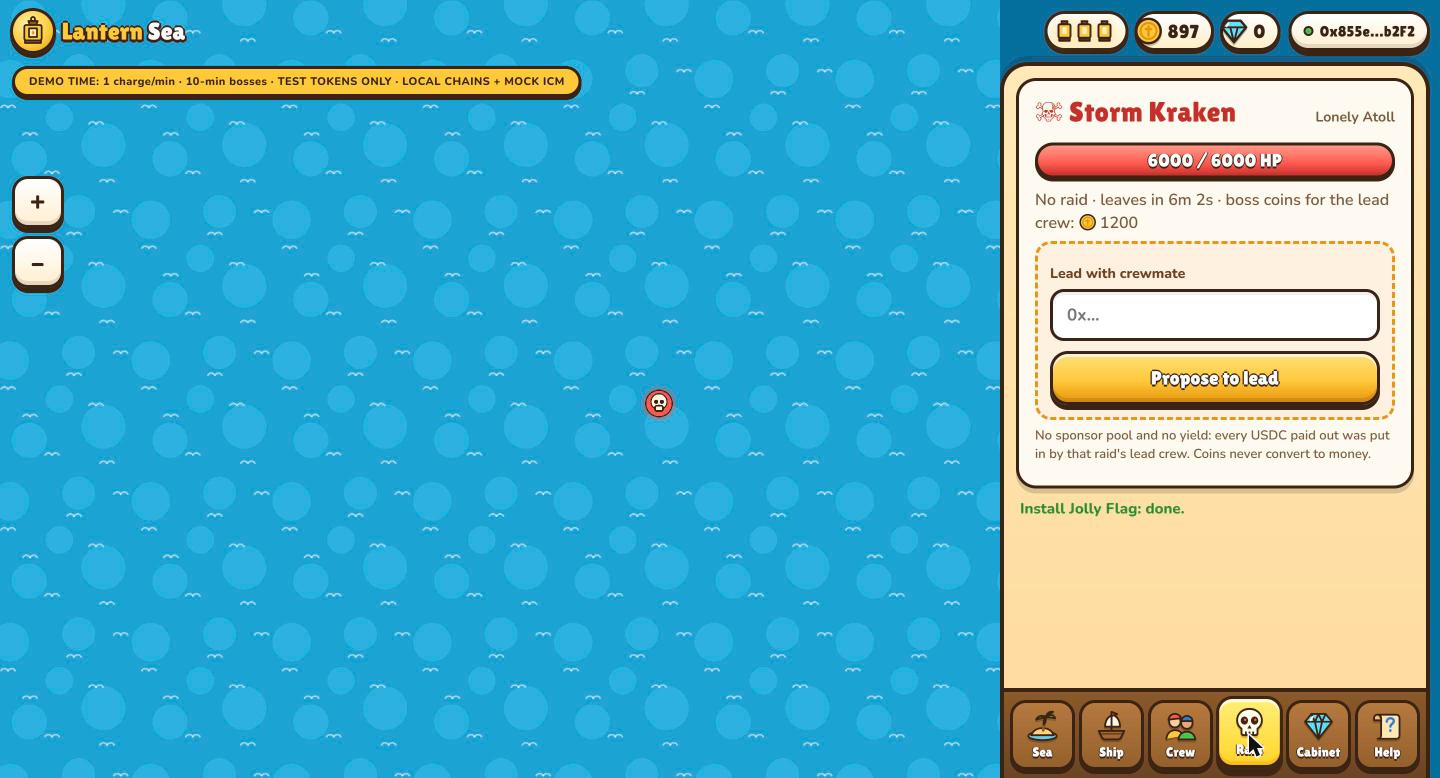 Lantern Sea
897
0
0x855e...b2F2
DEMO TIME: 1 charge/min · 10-min bosses · TEST TOKENS ONLY · LOCAL CHAINS + MOCK ICM
+
−
Storm Kraken
Lonely Atoll
6000 / 6000 HP
No raid · leaves in 6m 2s · boss coins for the lead
crew: 1200
Lead with crewmate
0x...
Propose to lead
No sponsor pool and no yield: every USDC paid out was put
in by that raid's lead crew. Coins never convert to money.
Install Jolly Flag: done.
Sea
Ship
Crew
Cabinet
Help